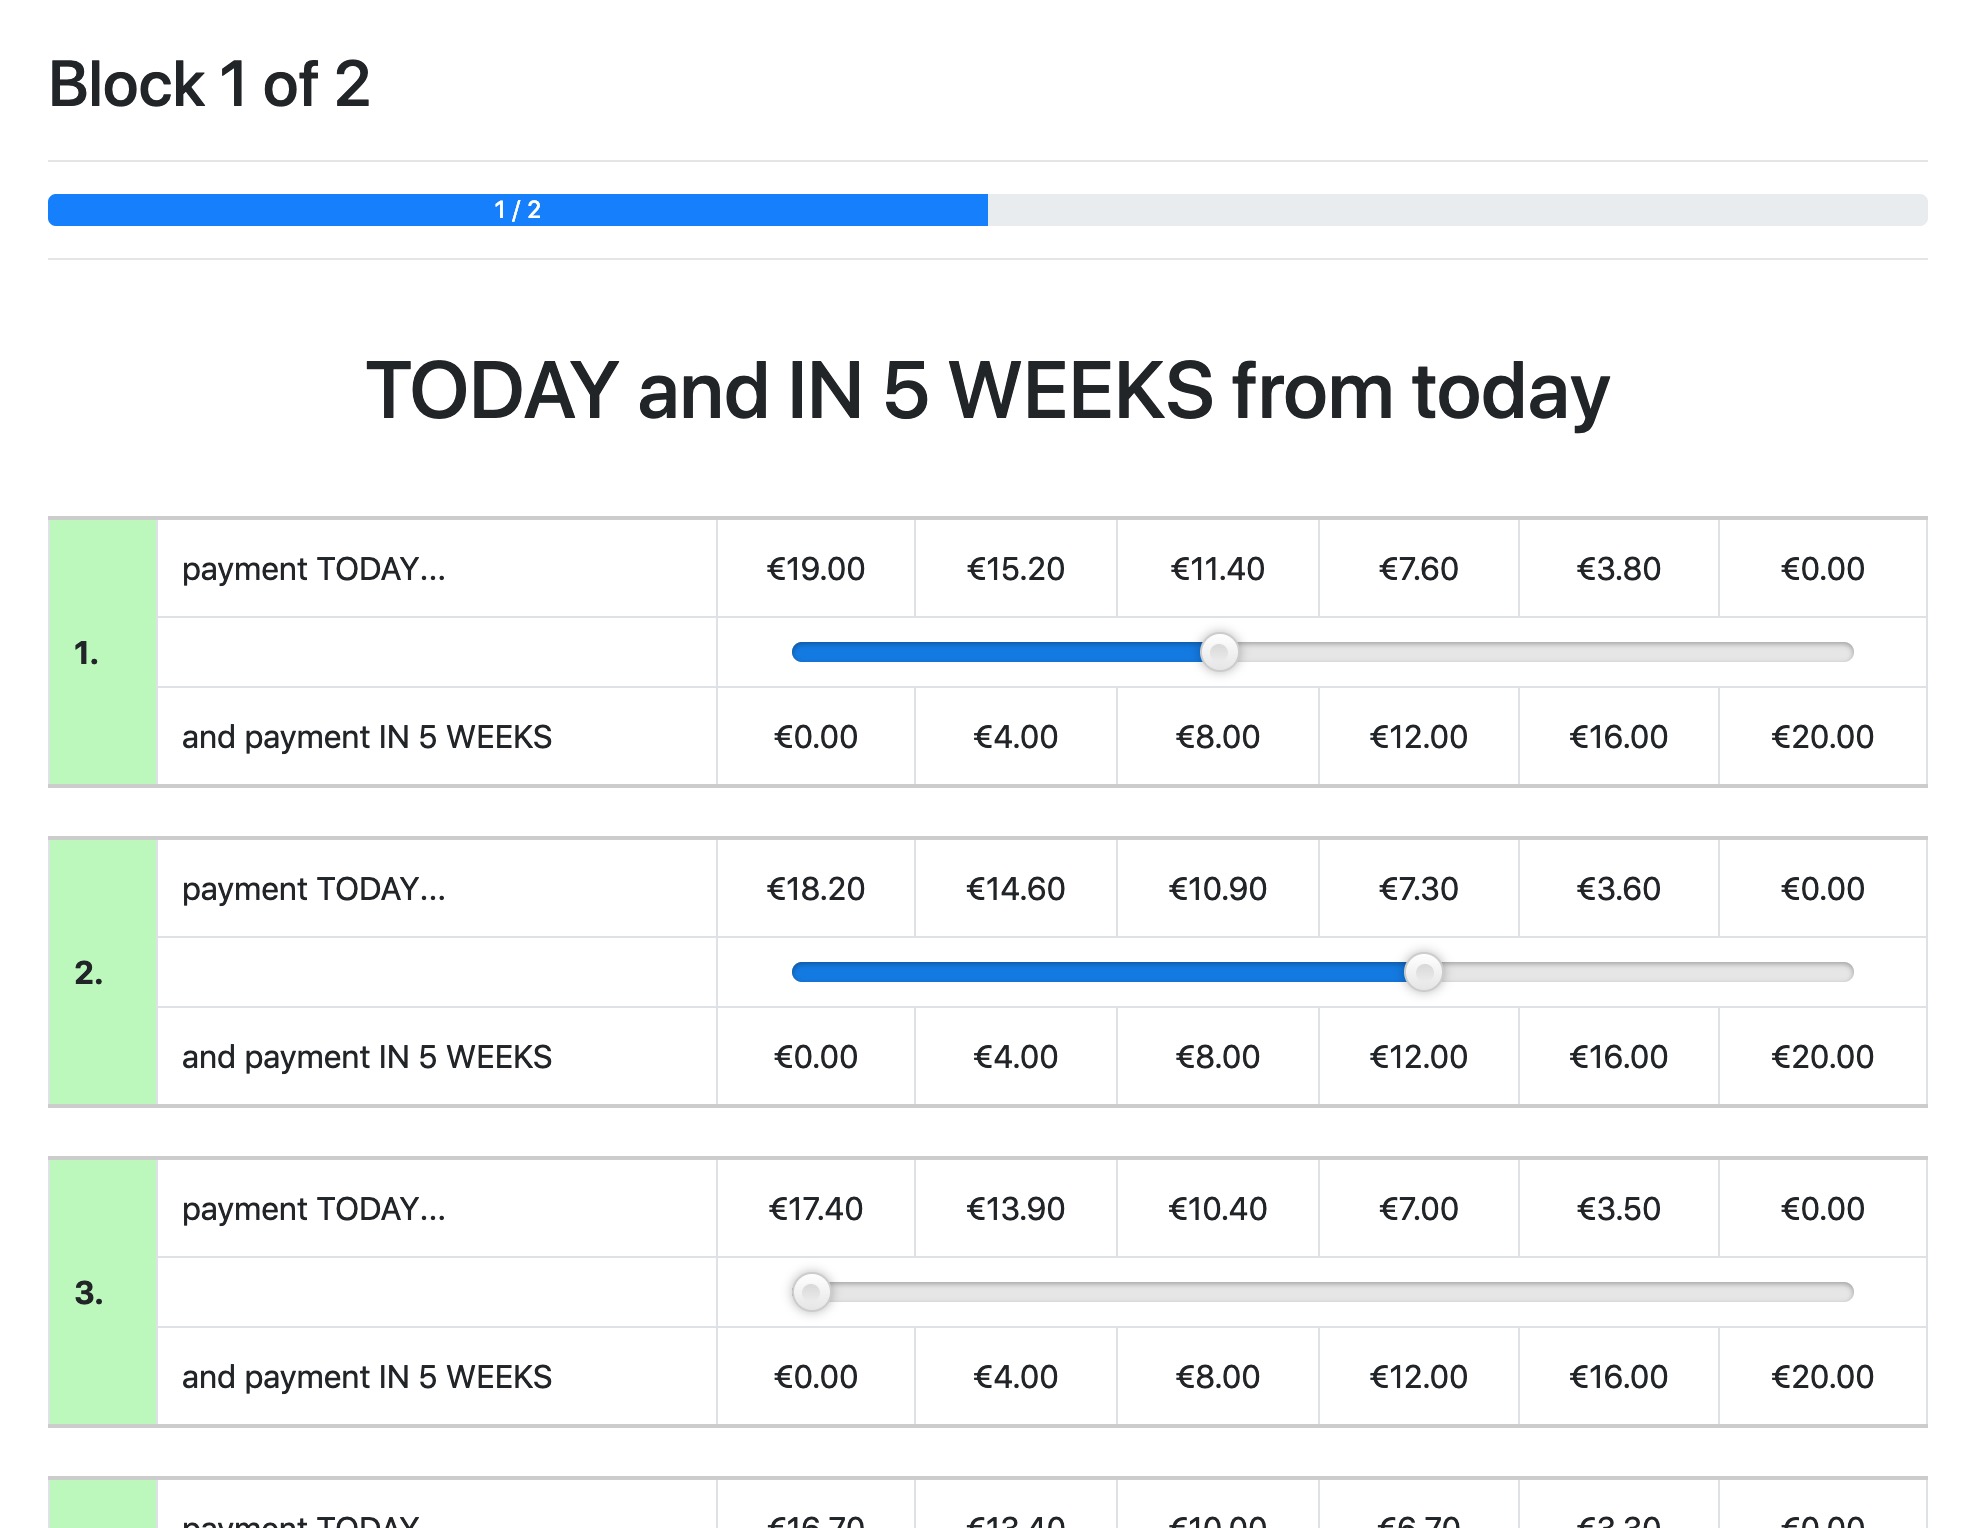 Block 1 of 2
1 / 2
TODAY and IN 5 WEEKS from today
payment TODAY... €19.00 €15.20 €11.40 €7.60 €3.80 €0.00
1.
and payment IN 5 WEEKS €0.00 €4.00 €8.00 €12.00 €16.00 €20.00
payment TODAY... €18.20 €14.60 €10.90 €7.30 €3.60 €0.00
2.
and payment IN 5 WEEKS €0.00 €4.00 €8.00 €12.00 €16.00 €20.00
payment TODAY... €17.40 €13.90 €10.40 €7.00 €3.50 €0.00
3.
and payment IN 5 WEEKS €0.00 €4.00 €8.00 €12.00 €16.00 €20.00
payment TODAY €16.70 €13.40 €10.00 €6.70 €3.30 €0.00